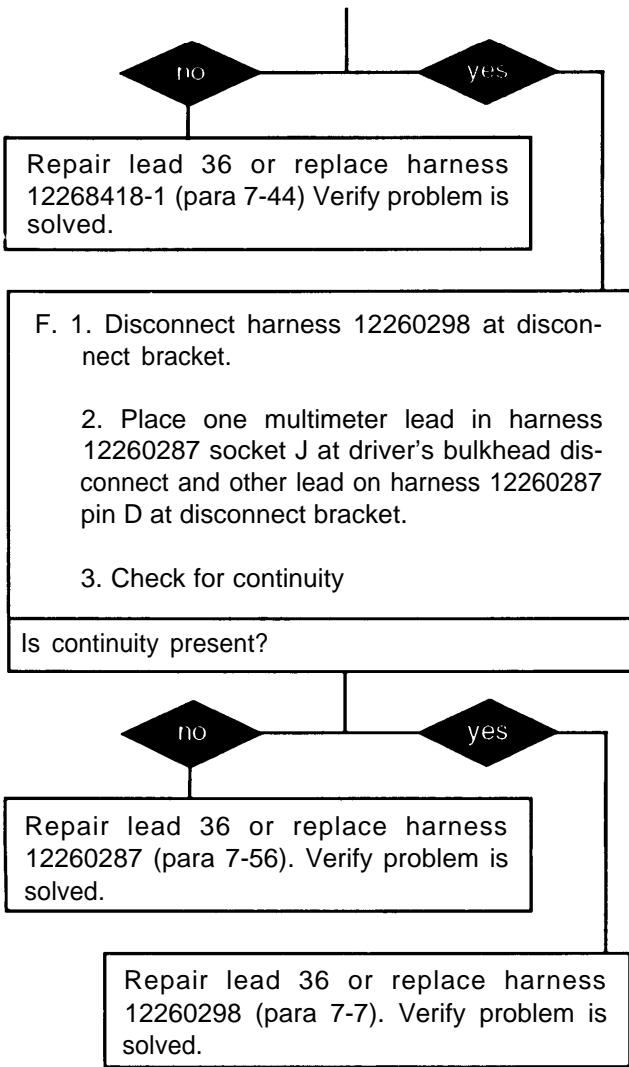 no
yes
Repair lead 36 or replace harness
12268418-1 (para 7-44) Verify problem is
solved.
F. 1. Disconnect harness 12260298 at discon-
nect bracket.
2. Place one multimeter lead in harness
12260287 socket J at driver's bulkhead dis-
connect and other lead on harness 12260287
pin D at disconnect bracket.
3. Check for continuity
Is continuity present?
no
yes
Repair lead 36 or replace harness
12260287 (para 7-56). Verify problem is
solved.
Repair lead 36 or replace harness
12260298 (para 7-7). Verify problem is
solved.